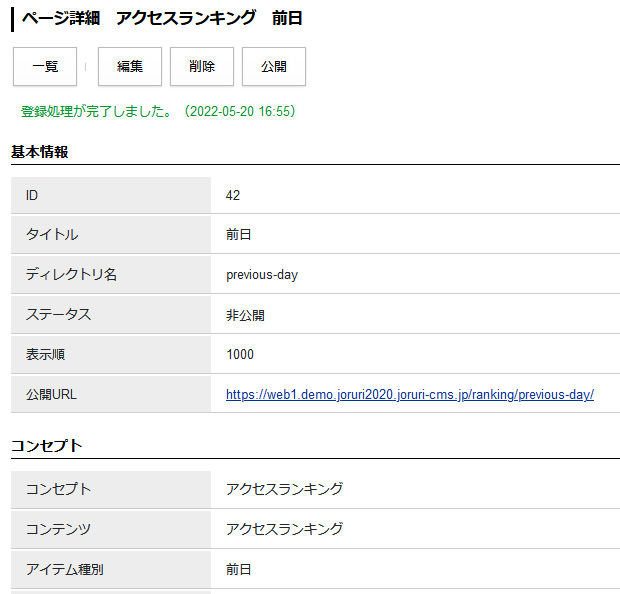 ページ詳細　アクセスランキング　前日
一覧 編集 削除 公開
登録処理が完了しました。（2022-05-20 16:55）
基本情報
ID 42
タイトル 前日
ディレクトリ名 previous-day
ステータス 非公開
表示順 1000
公開URL https://web1.demo.joruri2020.joruri-cms.jp/ranking/previous-day/
コンセプト
コンセプト アクセスランキング
コンテンツ アクセスランキング
アイテム種別 前日